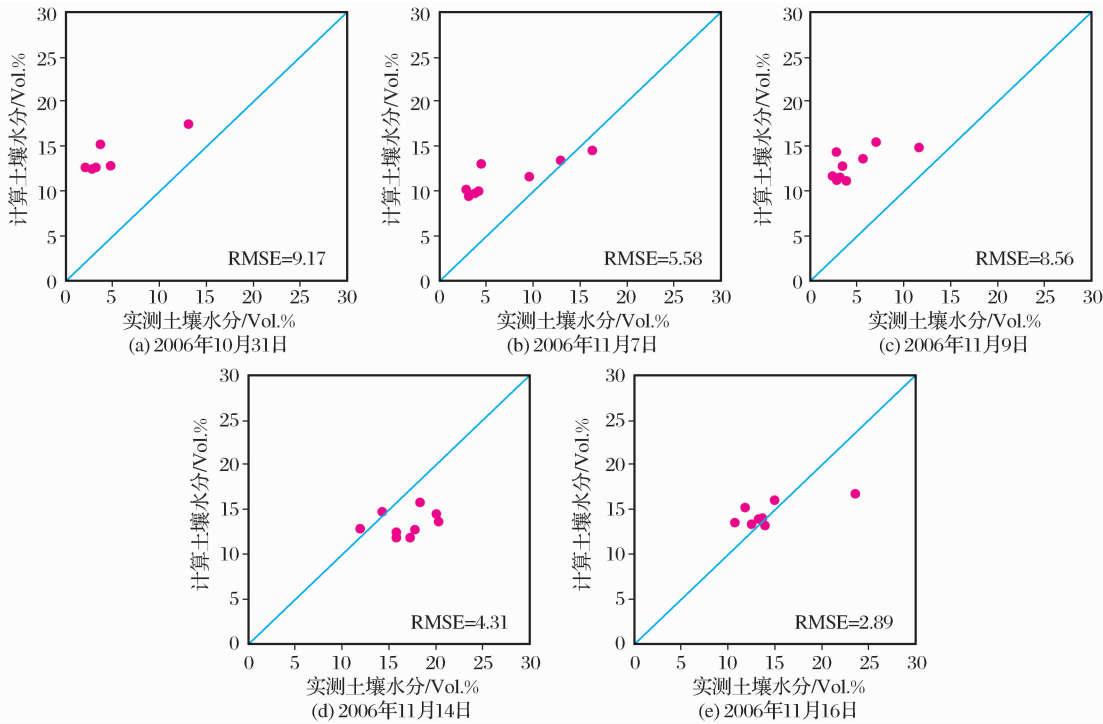 30
25
20
15
10
5
0
计算土壤水分/Vol.%
RMSE=9.17
0 5 10 15 20 25 30
实测土壤水分/Vol.%
(a) 2006年10月31日
30
25
20
15
10
5
0
计算土壤水分/Vol.%
RMSE=5.58
0 5 10 15 20 25 30
实测土壤水分/Vol.%
(b) 2006年11月7日
30
25
20
15
10
5
0
计算土壤水分/Vol.%
RMSE=8.56
0 5 10 15 20 25 30
实测土壤水分/Vol.%
(c) 2006年11月9日
30
25
20
15
10
5
0
计算土壤水分/Vol.%
RMSE=4.31
0 5 10 15 20 25 30
实测土壤水分/Vol.%
(d) 2006年11月14日
30
25
20
15
10
5
0
计算土壤水分/Vol.%
RMSE=2.89
0 5 10 15 20 25 30
实测土壤水分/Vol.%
(e) 2006年11月16日